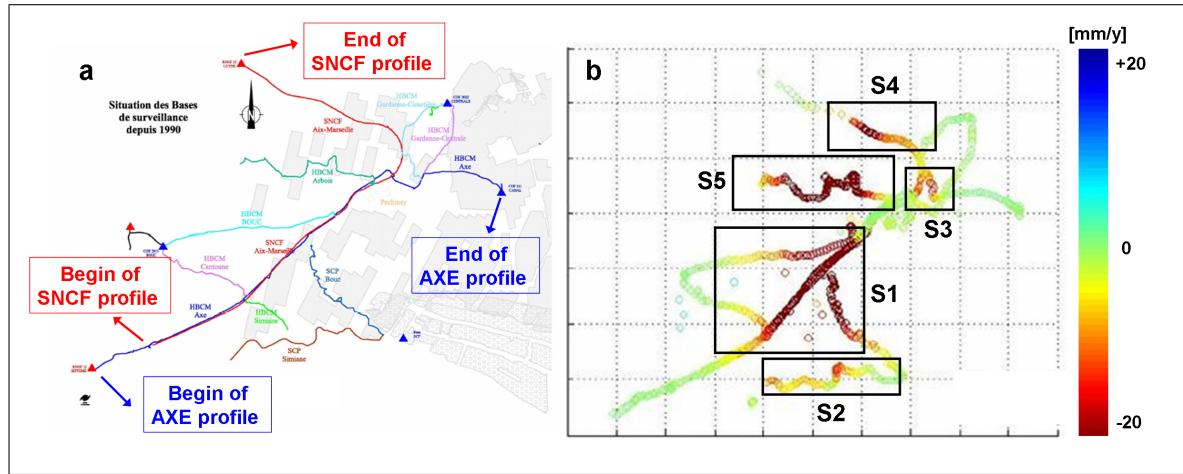 a
End of
SNCF profile
Situation des Bases
de surveillance
depuis 1990
N
SNCF
Aix-Marseille
HBCM
Gardanne-Cimetière
HBCM
Gardanne-Centrale
HBCM
Axe
HBCM
Arbois
Pechiney
HBCM
BOUC
SNCF
Aix-Marseille
End of
AXE profile
Begin of
SNCF profile
HBCM
Castoune
SCP
Bouc
HBCM
Axe
HBCM
Simiane
SCP
Simiane
Begin of
AXE profile
b
[mm/y]
+20
0
-20
S4
S5
S3
S1
S2